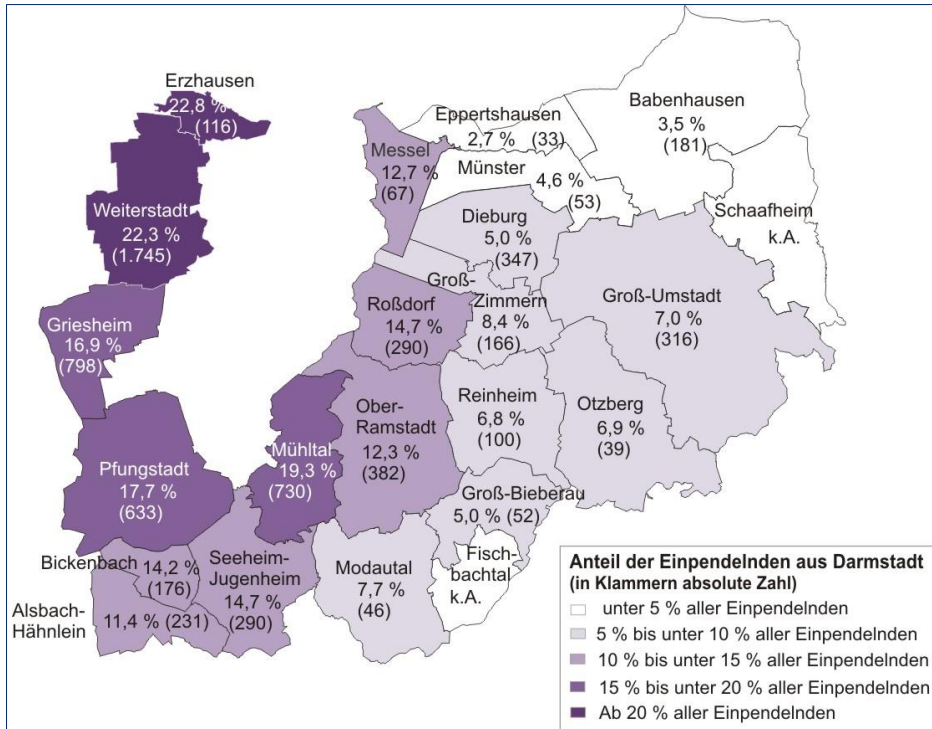 Erzhausen
22,8 %
(116)
Weiterstadt
22,3 %
(1.745)
Griesheim
16,9 %
(798)
Pfungstadt
17,7 %
(633)
Bickenbach
14,2 %
(176)
Alsbach-
Hähnlein
11,4 % (231)
Seeheim-
Jugenheim
14,7 %
(290)
Mühltal
19,3 %
(730)
Messel
12,7 %
(67)
Roßdorf
14,7 %
(290)
Ober-
Ramstadt
12,3 %
(382)
Modautal
7,7 %
(46)
Eppertshausen
2,7 % (33)
Münster
4,6 %
(53)
Dieburg
5,0 %
(347)
Groß-
Zimmern
8,4 %
(166)
Reinheim
6,8 %
(100)
Groß-Bieberau
5,0 % (52)
Fisch-
bachtal
k.A.
Babenhausen
3,5 %
(181)
Schaafheim
k.A.
Groß-Umstadt
7,0 %
(316)
Otzberg
6,9 %
(39)
Anteil der Einpendelnden aus Darmstadt
(in Klammern absolute Zahl)
unter 5 % aller Einpendelnden
5 % bis unter 10 % aller Einpendelnden
10 % bis unter 15 % aller Einpendelnden
15 % bis unter 20 % aller Einpendelnden
Ab 20 % aller Einpendelnden